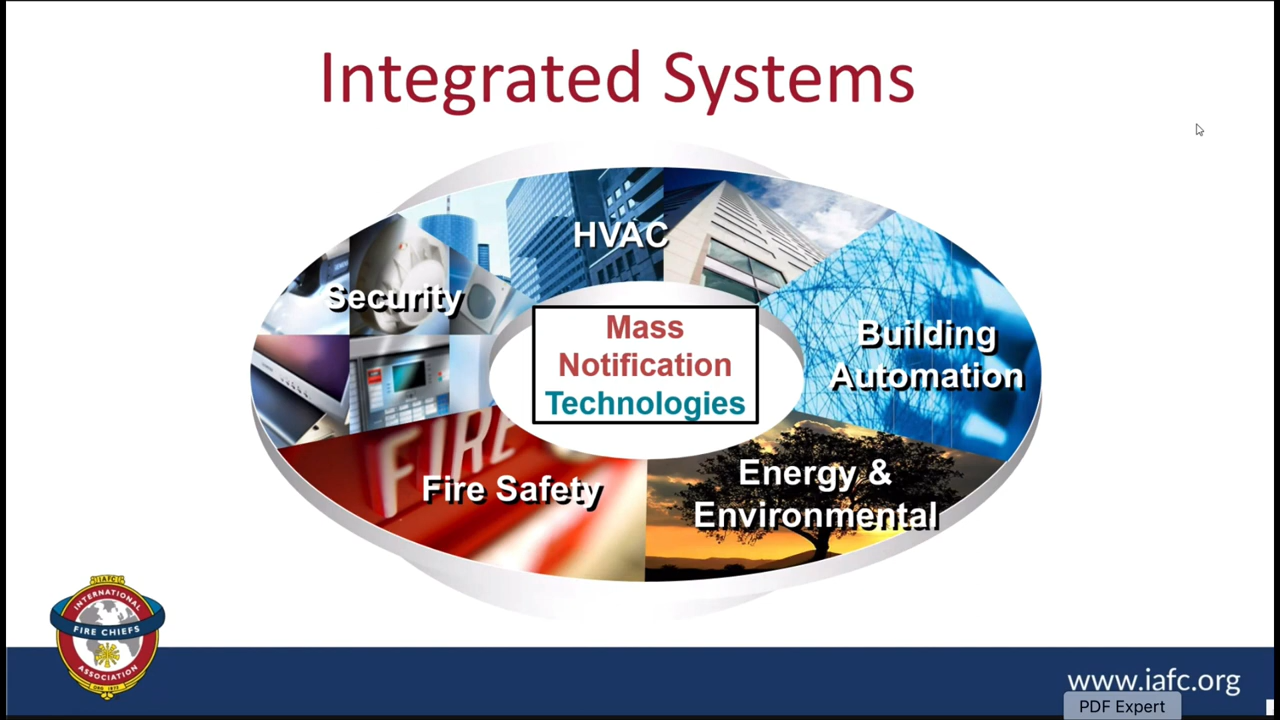 Integrated Systems
HVAC
Security
Mass
Notification
Technologies
Building
Automation
FIRE
Fire Safety
Energy &
Environmental
IAFC
INTERNATIONAL
FIRE CHIEFS
ASSOCIATION
www.iafc.org
PDF Expert